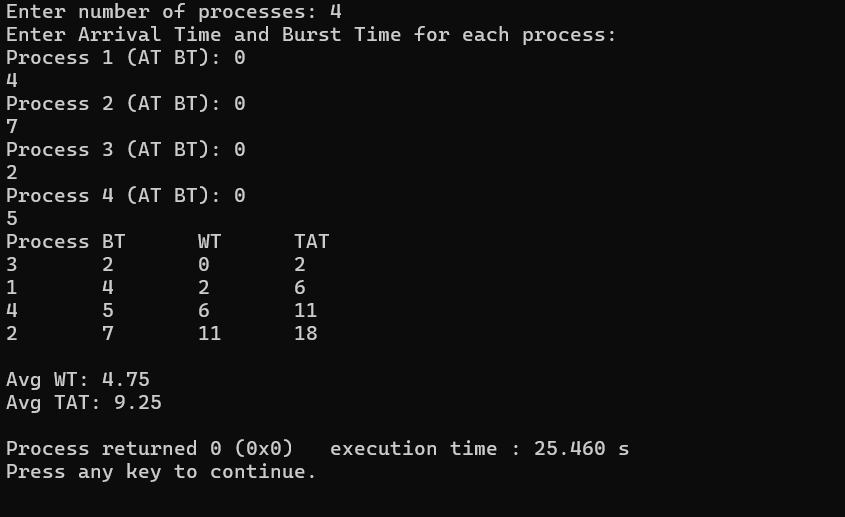 Enter number of processes: 4
Enter Arrival Time and Burst Time for each process:
Process 1 (AT BT): 0
4
Process 2 (AT BT): 0
7
Process 3 (AT BT): 0
2
Process 4 (AT BT): 0
5
Process BT      WT      TAT
3       2       0       2
1       4       2       6
4       5       6       11
2       7       11      18

Avg WT: 4.75
Avg TAT: 9.25

Process returned 0 (0x0)   execution time : 25.460 s
Press any key to continue.